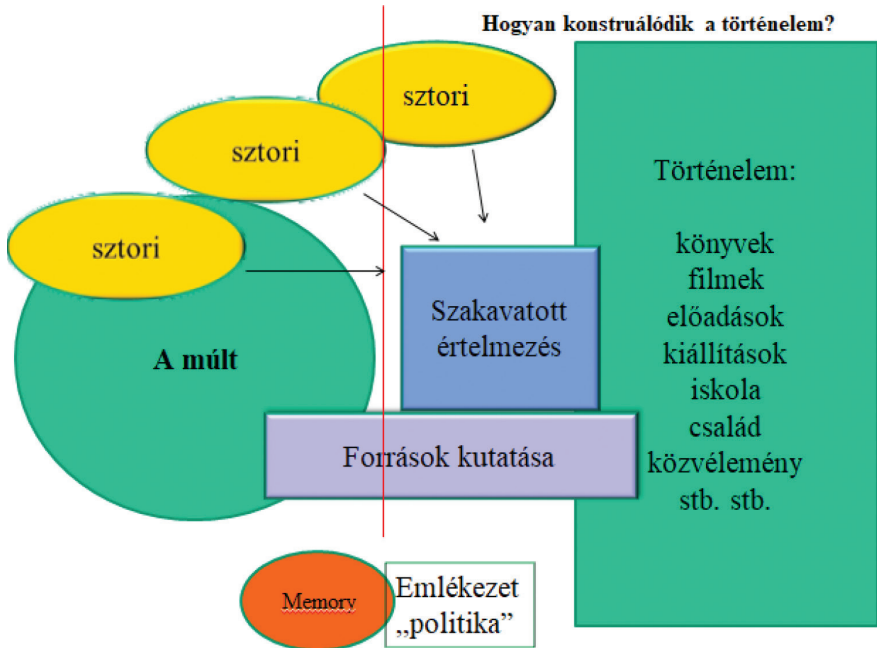 Hogyan konstruálódik a történelem?
sztori
sztori
sztori
A múlt
Szakavatott
értelmezés
Források kutatása
Történelem:
könyvek
filmek
előadások
kiállítások
iskola
család
közvélemény
stb. stb.
Memory
Emlékezet
„politika”